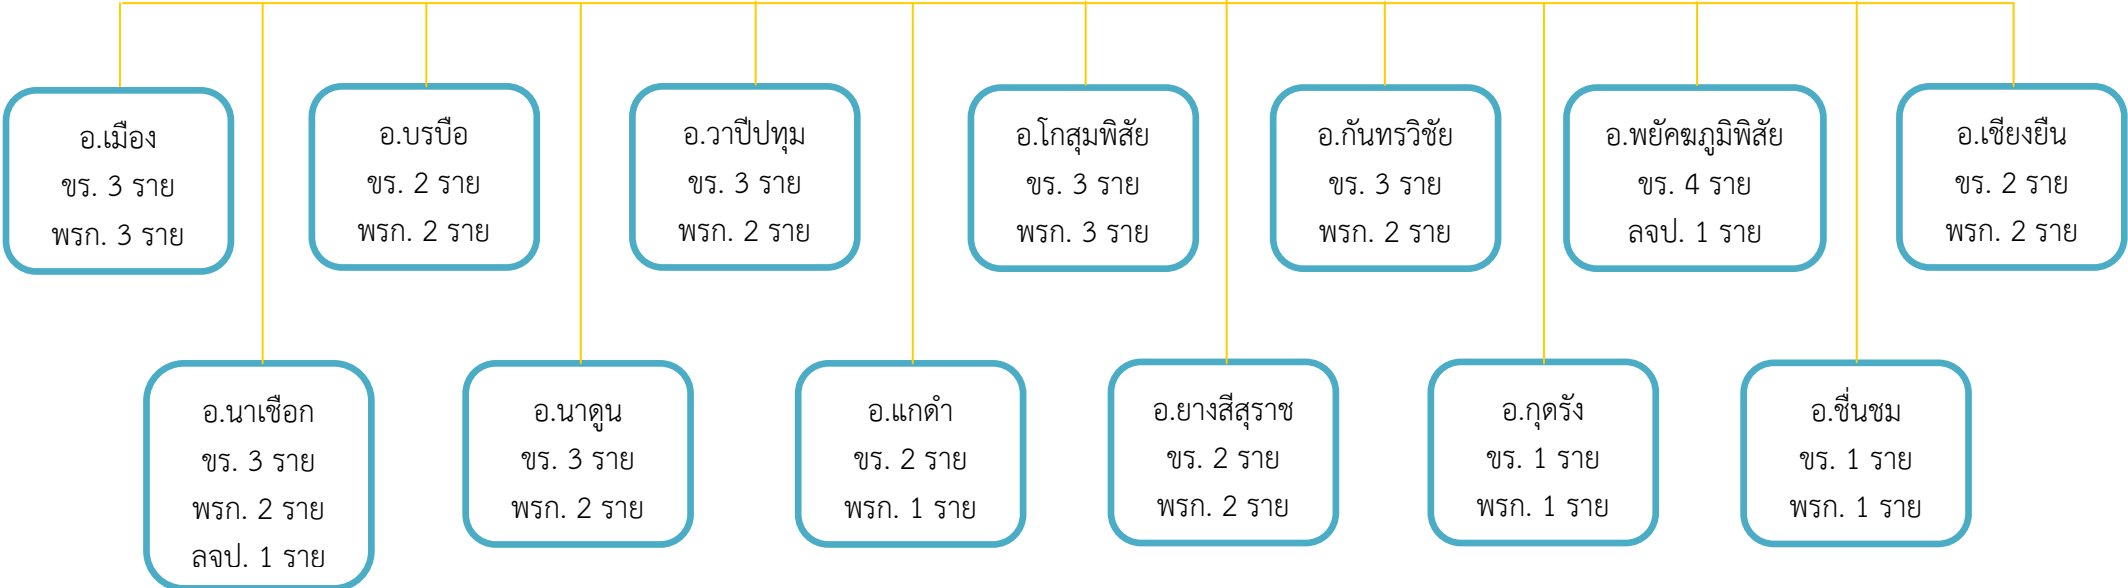 อ.เมือง
ขร. 3 ราย
พรก. 3 ราย
อ.บรบือ
ขร. 2 ราย
พรก. 2 ราย
อ.วาปีปทุม
ขร. 3 ราย
พรก. 2 ราย
อ.โกสุมพิสัย
ขร. 3 ราย
พรก. 3 ราย
อ.กันทรวิชัย
ขร. 3 ราย
พรก. 2 ราย
อ.พยัคฆภูมิพิสัย
ขร. 4 ราย
ลจป. 1 ราย
อ.เชียงยืน
ขร. 2 ราย
พรก. 2 ราย
อ.นาเชือก
ขร. 3 ราย
พรก. 2 ราย
ลจป. 1 ราย
อ.นาดูน
ขร. 3 ราย
พรก. 2 ราย
อ.แกดำ
ขร. 2 ราย
พรก. 1 ราย
อ.ยางสีสุราช
ขร. 2 ราย
พรก. 2 ราย
อ.กุดรัง
ขร. 1 ราย
พรก. 1 ราย
อ.ชื่นชม
ขร. 1 ราย
พรก. 1 ราย